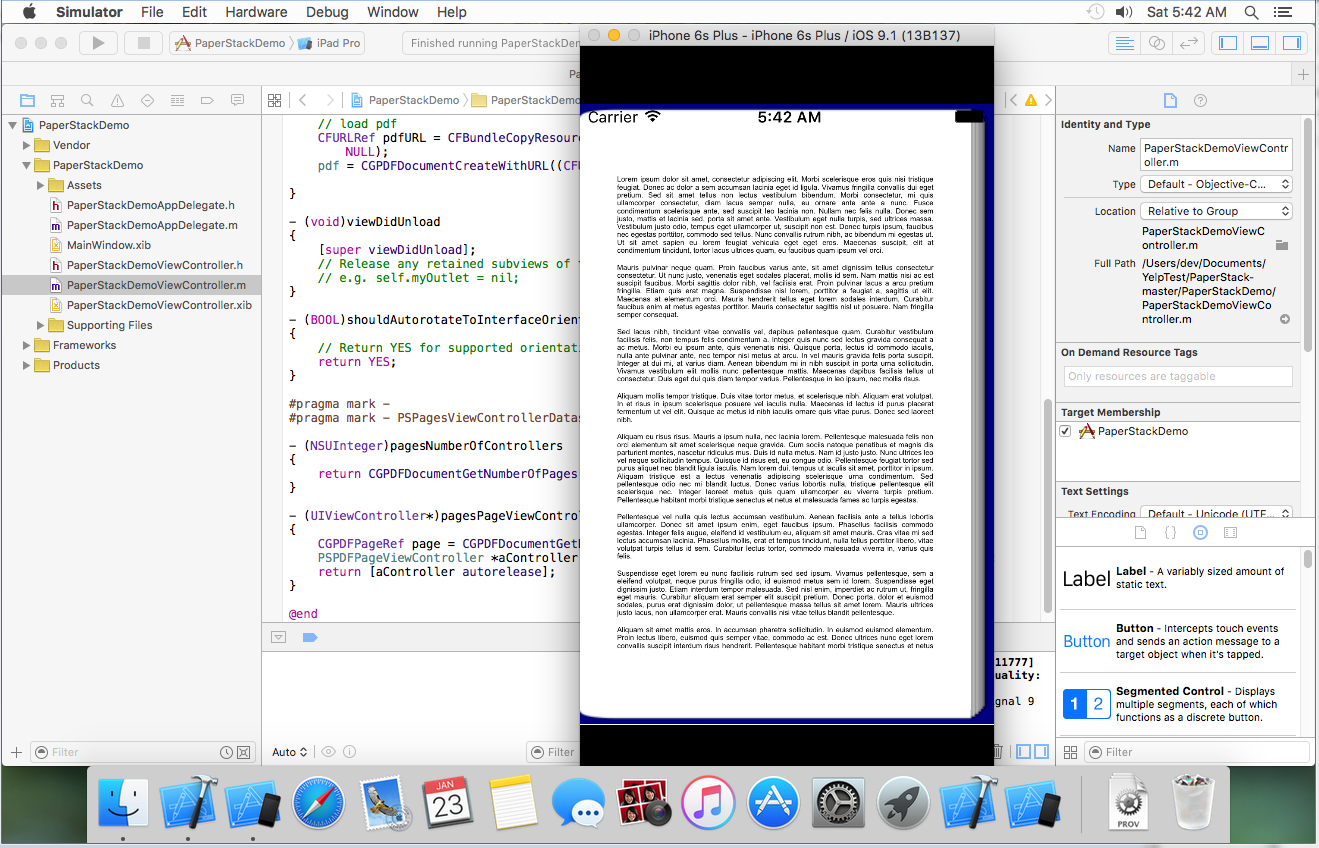 Simulator File Edit Hardware Debug Window Help
Sat 5:42 AM
PaperStackDemo iPad Pro
Finished running PaperStackDem
iPhone 6s Plus - iPhone 6s Plus / iOS 9.1 (13B137)
Pa
PaperStackDemo PaperStackDemo
PaperStackDemo
Vendor
PaperStackDemo
Assets
h PaperStackDemoAppDelegate.h
m PaperStackDemoAppDelegate.m
MainWindow.xib
h PaperStackDemoViewController.h
m PaperStackDemoViewController.m
PaperStackDemoViewController.xib
Supporting Files
Frameworks
Products
Filter
// load pdf
CFURLRef pdfURL = CFBundleCopyResour
NULL);
pdf = CGPDFDocumentCreateWithURL((CF
}
- (void)viewDidUnload
{
[super viewDidUnload];
// Release any retained subviews of t
// e.g. self.myOutlet = nil;
}
- (BOOL)shouldAutorotateToInterfaceOrient
{
// Return YES for supported orientati
return YES;
}
#pragma mark -
#pragma mark - PSPagesViewControllerDatas
- (NSUInteger)pagesNumberOfControllers
{
return CGPDFDocumentGetNumberOfPages
}
- (UIViewController*)pagesPageViewContro
{
CGPDFPageRef page = CGPDFDocumentGetP
PSPDFPageViewController *aController
return [aController autorelease];
}
@end
Auto
Filter
Carrier 5:42 AM
Lorem ipsum dolor sit amet, consectetur adipiscing elit. Morbi scelerisque eros quis nisi tristique
feugiat. Donec ac dolor a sem accumsan lacinia eget id ligula. Vivamus fringilla convallis dui eget
pretium. Sed sit amet tellus non lectus vestibulum bibendum. Morbi consectetur, mi quis
ullamcorper consectetur, diam lacus semper nulla, eu ornare ante ante a nunc. Fusce
condimentum scelerisque ante, sed suscipit leo lacinia non. Nullam nec felis nulla. Donec sem
justo, mattis et lacinia sed, porta sit amet ante. Vestibulum eget nulla turpis, sed ultrices massa.
Vestibulum justo odio, tempus eget ullamcorper ut, suscipit non est. Donec turpis ipsum, faucibus
nec egestas porttitor, commodo sed tellus. Nunc convallis rutrum nibh, ac bibendum mi egestas ut.
Ut sit amet sapien eu lorem feugiat vehicula eget eget eros. Maecenas suscipit, elit at
condimentum tincidunt, tortor lacus ultrices quam, eu faucibus quam ipsum vel orci.
Mauris pulvinar neque quam. Proin faucibus varius ante, sit amet dignissim tellus consectetur
consectetur. Ut nunc justo, venenatis eget sodales placerat, mollis id sem. Nam mattis nisi ac est
suscipit faucibus. Morbi sagittis dolor nibh, vel facilisis erat. Proin pulvinar lacus a arcu pretium
fringilla. Etiam quis erat magna. Suspendisse nisl lorem, porttitor a feugiat a, sagittis ut elit.
Maecenas at elementum orci. Mauris hendrerit tellus eget lorem sodales interdum. Curabitur
faucibus enim at metus egestas porttitor. Mauris consectetur sagittis nisl ut posuere. Nam fringilla
semper consequat.
Sed lacus nibh, tincidunt vitae convallis vel, dapibus pellentesque quam. Curabitur vestibulum
facilisis felis, non tempus felis condimentum a. Integer quis nunc sed lectus gravida consequat a
ac metus. Morbi eu ipsum ante, quis venenatis nisi. Quisque porta, lectus id commodo iaculis,
nulla ante pulvinar ante, nec tempor nisi metus at arcu. In vel mauris gravida felis porta suscipit.
Integer at dui mi, at varius diam. Aenean bibendum mi in nibh suscipit in porta urna sollicitudin.
Vivamus vestibulum elit mollis nunc pellentesque mattis. Maecenas dapibus facilisis tellus ut
consectetur. Duis eget dui quis diam tempor varius. Pellentesque in leo ipsum, nec mollis risus.
Aliquam mollis tempor tristique. Duis vitae tortor metus, et scelerisque nibh. Aliquam erat volutpat.
In et risus in ipsum scelerisque posuere vel iaculis nulla. Maecenas id lectus id purus placerat
fermentum ut vel elit. Quisque ac metus id nibh iaculis ornare quis vitae purus. Donec sed laoreet
nibh.
Aliquam eu risus risus. Mauris a ipsum nulla, nec lacinia lorem. Pellentesque malesuada felis non
orci elementum sit amet scelerisque neque gravida. Cum sociis natoque penatibus et magnis dis
parturient montes, nascetur ridiculus mus. Duis id nulla metus. Nam id justo justo. Nunc ultrices leo
vel neque sollicitudin tempus. Quisque id risus est, eu congue odio. Pellentesque feugiat tortor sed
purus aliquet nec blandit ligula iaculis. Nam lorem dui, tempus ut iaculis sit amet, porttitor in ipsum.
Aliquam tristique est a lectus venenatis adipiscing scelerisque urna condimentum. Sed
pellentesque odio nec mi blandit luctus. Donec varius lobortis nulla, tristique pellentesque elit
scelerisque nec. Integer laoreet metus quis quam ullamcorper eu viverra turpis pretium.
Pellentesque habitant morbi tristique senectus et netus et malesuada fames ac turpis egestas.
Pellentesque vel nulla quis lectus accumsan vestibulum. Aenean facilisis ante a tellus lobortis
ullamcorper. Donec sit amet ipsum enim, eget faucibus ipsum. Phasellus facilisis commodo
egestas. Integer felis augue, eleifend id vestibulum eu, aliquam sit amet mauris. Cras vitae mi sed
lectus accumsan lacinia. Phasellus mollis, erat et tempus tincidunt, nulla tellus porttitor libero, vitae
volutpat turpis tellus id sem. Curabitur lectus tortor, commodo malesuada viverra in, varius quis
felis.
Suspendisse eget lorem eu nunc facilisis rutrum sed sed ipsum. Vivamus pellentesque, sem a
eleifend volutpat, neque purus fringilla odio, id euismod metus sem id lorem. Suspendisse eget
dignissim justo. Etiam interdum tempor malesuada. Sed nisl enim, imperdiet ac rutrum ut, fringilla
eget mauris. Curabitur aliquam erat semper elit suscipit pretium. Donec porta, dolor et euismod
sodales, purus erat dignissim dolor, ut pellentesque massa tellus sit amet lorem. Mauris ultrices
justo lacus, non ullamcorper erat. Mauris convallis nisi vitae tellus blandit pellentesque.
Aliquam sit amet mattis eros. In accumsan pharetra sollicitudin. In euismod euismod elementum.
Proin lectus libero, euismod quis semper vitae, commodo ac est. Donec ultrices nunc eget lorem
convallis suscipit interdum risus hendrerit. Pellentesque habitant morbi tristique senectus et netus
11777]
uality:
gnal 9
Identity and Type
Name PaperStackDemoViewContr
oller.m
Type Default - Objective-C...
Location Relative to Group
PaperStackDemoViewC
ontroller.m
Full Path /Users/dev/Documents/
YelpTest/PaperStack-
master/PaperStackDemo/
PaperStackDemoViewCo
ntroller.m
On Demand Resource Tags
Only resources are taggable
Target Membership
PaperStackDemo
Text Settings
Text Encoding Default - Unicode (UTF...
{ }
Label Label - A variably sized amount of
static text.
Button Button - Intercepts touch events
and sends an action message to a
target object when it's tapped.
1 2 Segmented Control - Displays
multiple segments, each of which
functions as a discrete button.
Filter
JAN
23
PROV